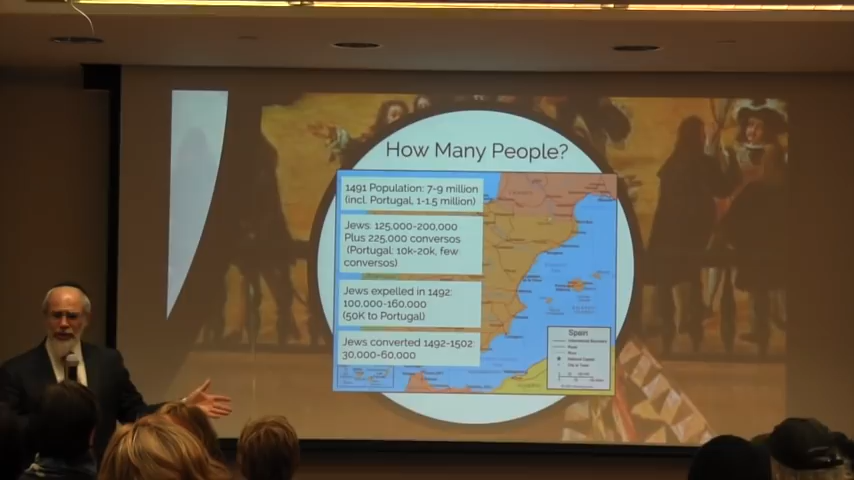 How Many People?
1491 Population: 7-9 million
(incl. Portugal, 1-1.5 million)
Jews: 125,000-200,000
Plus 225,000 conversos
(Portugal: 10k-20k, few
conversos)
Jews expelled in 1492:
100,000-160,000
(50K to Portugal)
Jews converted 1492-1502:
30,000-60,000
Spain